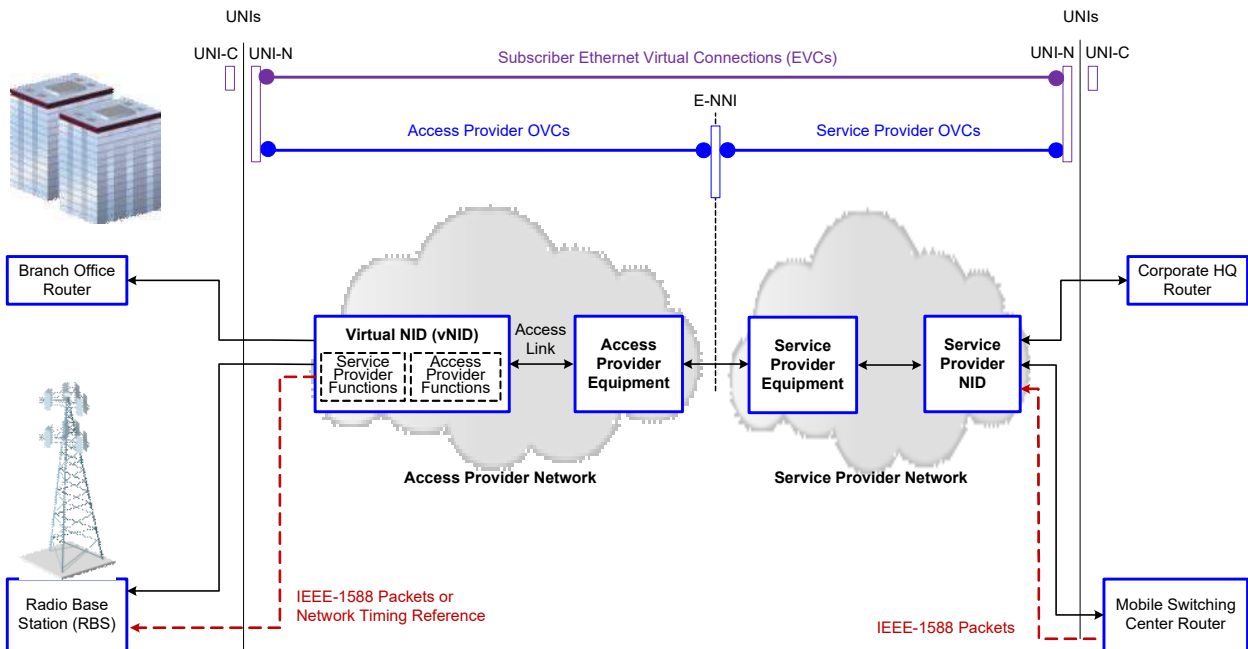 UNIs
UNIs
UNI-C
UNI-N
Subscriber Ethernet Virtual Connections (EVCs)
UNI-N
UNI-C
E-NNI
Access Provider OVCs
Service Provider OVCs
Branch Office
Router
Corporate HQ
Router
Virtual NID (vNID)
Service
Provider
Functions
Access
Provider
Functions
Access
Link
Access
Provider
Equipment
Service
Provider
Equipment
Service
Provider
NID
Access Provider Network
Service Provider Network
IEEE-1588 Packets or
Network Timing Reference
Radio Base
Station (RBS)
IEEE-1588 Packets
Mobile Switching
Center Router